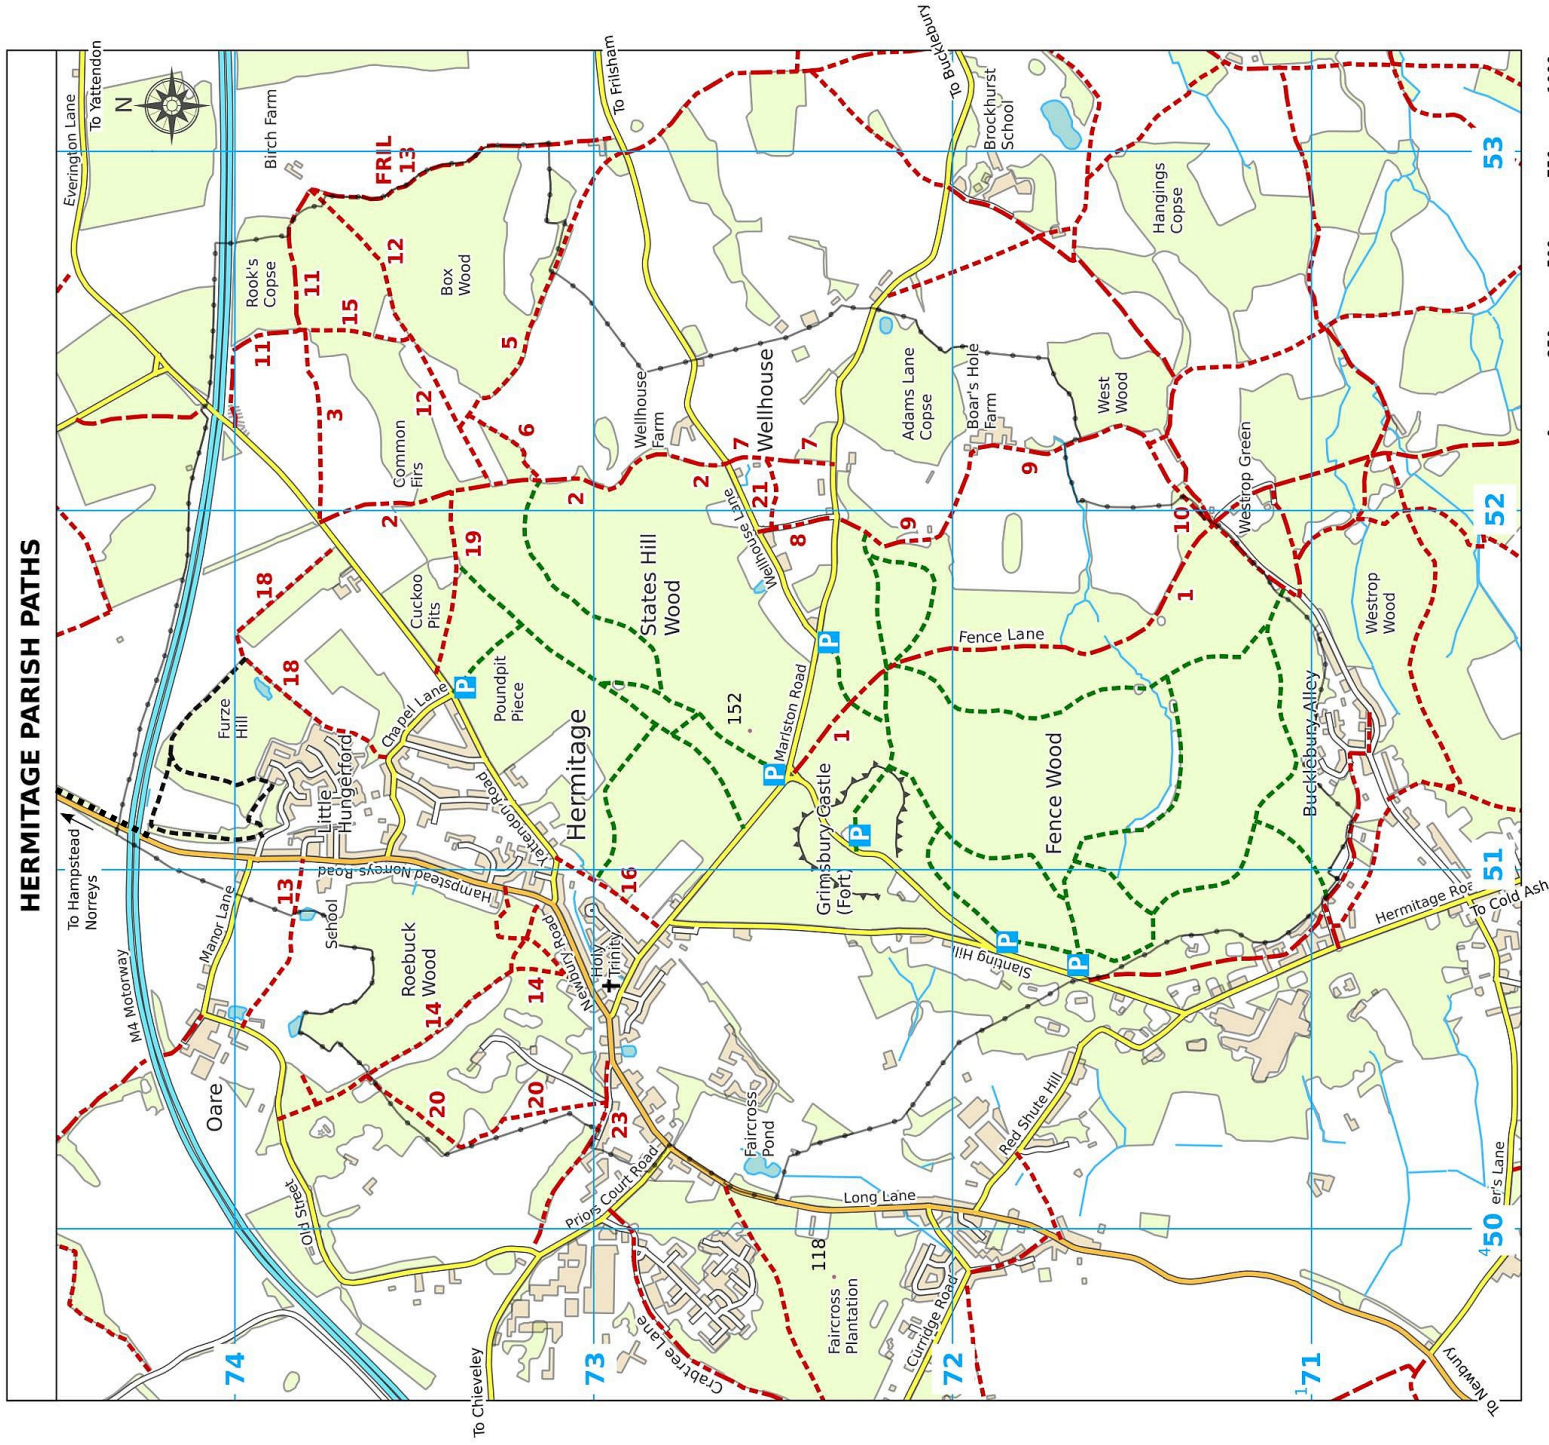 HERMITAGE PARISH PATHS
To Hampstead
Norreys
Everington Lane
To Yattendon
N
M4 Motorway
Manor Lane
Oare
74
Old Street
School
13
Furze
Hill
18
18
Little
Hungerford
Chapel Lane
Hampstead Norreys Road
Roebuck
Wood
14
14
20
20
Rook's
Copse
Birch Farm
11
11
15
3
FRIL
13
12
12
Box
Wood
5
6
Common
Firs
2
19
Cuckoo
Pits
P
Poundpit
Piece
Yattendon Road
Hermitage
16
Newbury Road
Holy
Trinity
23
Priors Court Road
To Chieveley
73
Crabtree Lane
To Frilsham
Wellhouse
Farm
2
2
7
7
21
8
Wellhouse
Wellhouse Lane
States Hill
Wood
152
Marlston Road
P
P
1
Grimsbury Castle
(Fort)
P
Faircross
Pond
118
Faircross
Plantation
Long Lane
Curridge Road
72
To Bucklebury
Brockhurst
School
Adams Lane
Copse
Boar's Hole
Farm
9
9
West
Wood
Fence Lane
1
10
Fence Wood
P
P
Slanting Hill
Red Shute Hill
Hangings
Copse
Westrop Green
Westrop
Wood
Bucklebury Alley
Hermitage Roa
To Cold Ash
er's Lane
To Newbury
171
53
52
51
450